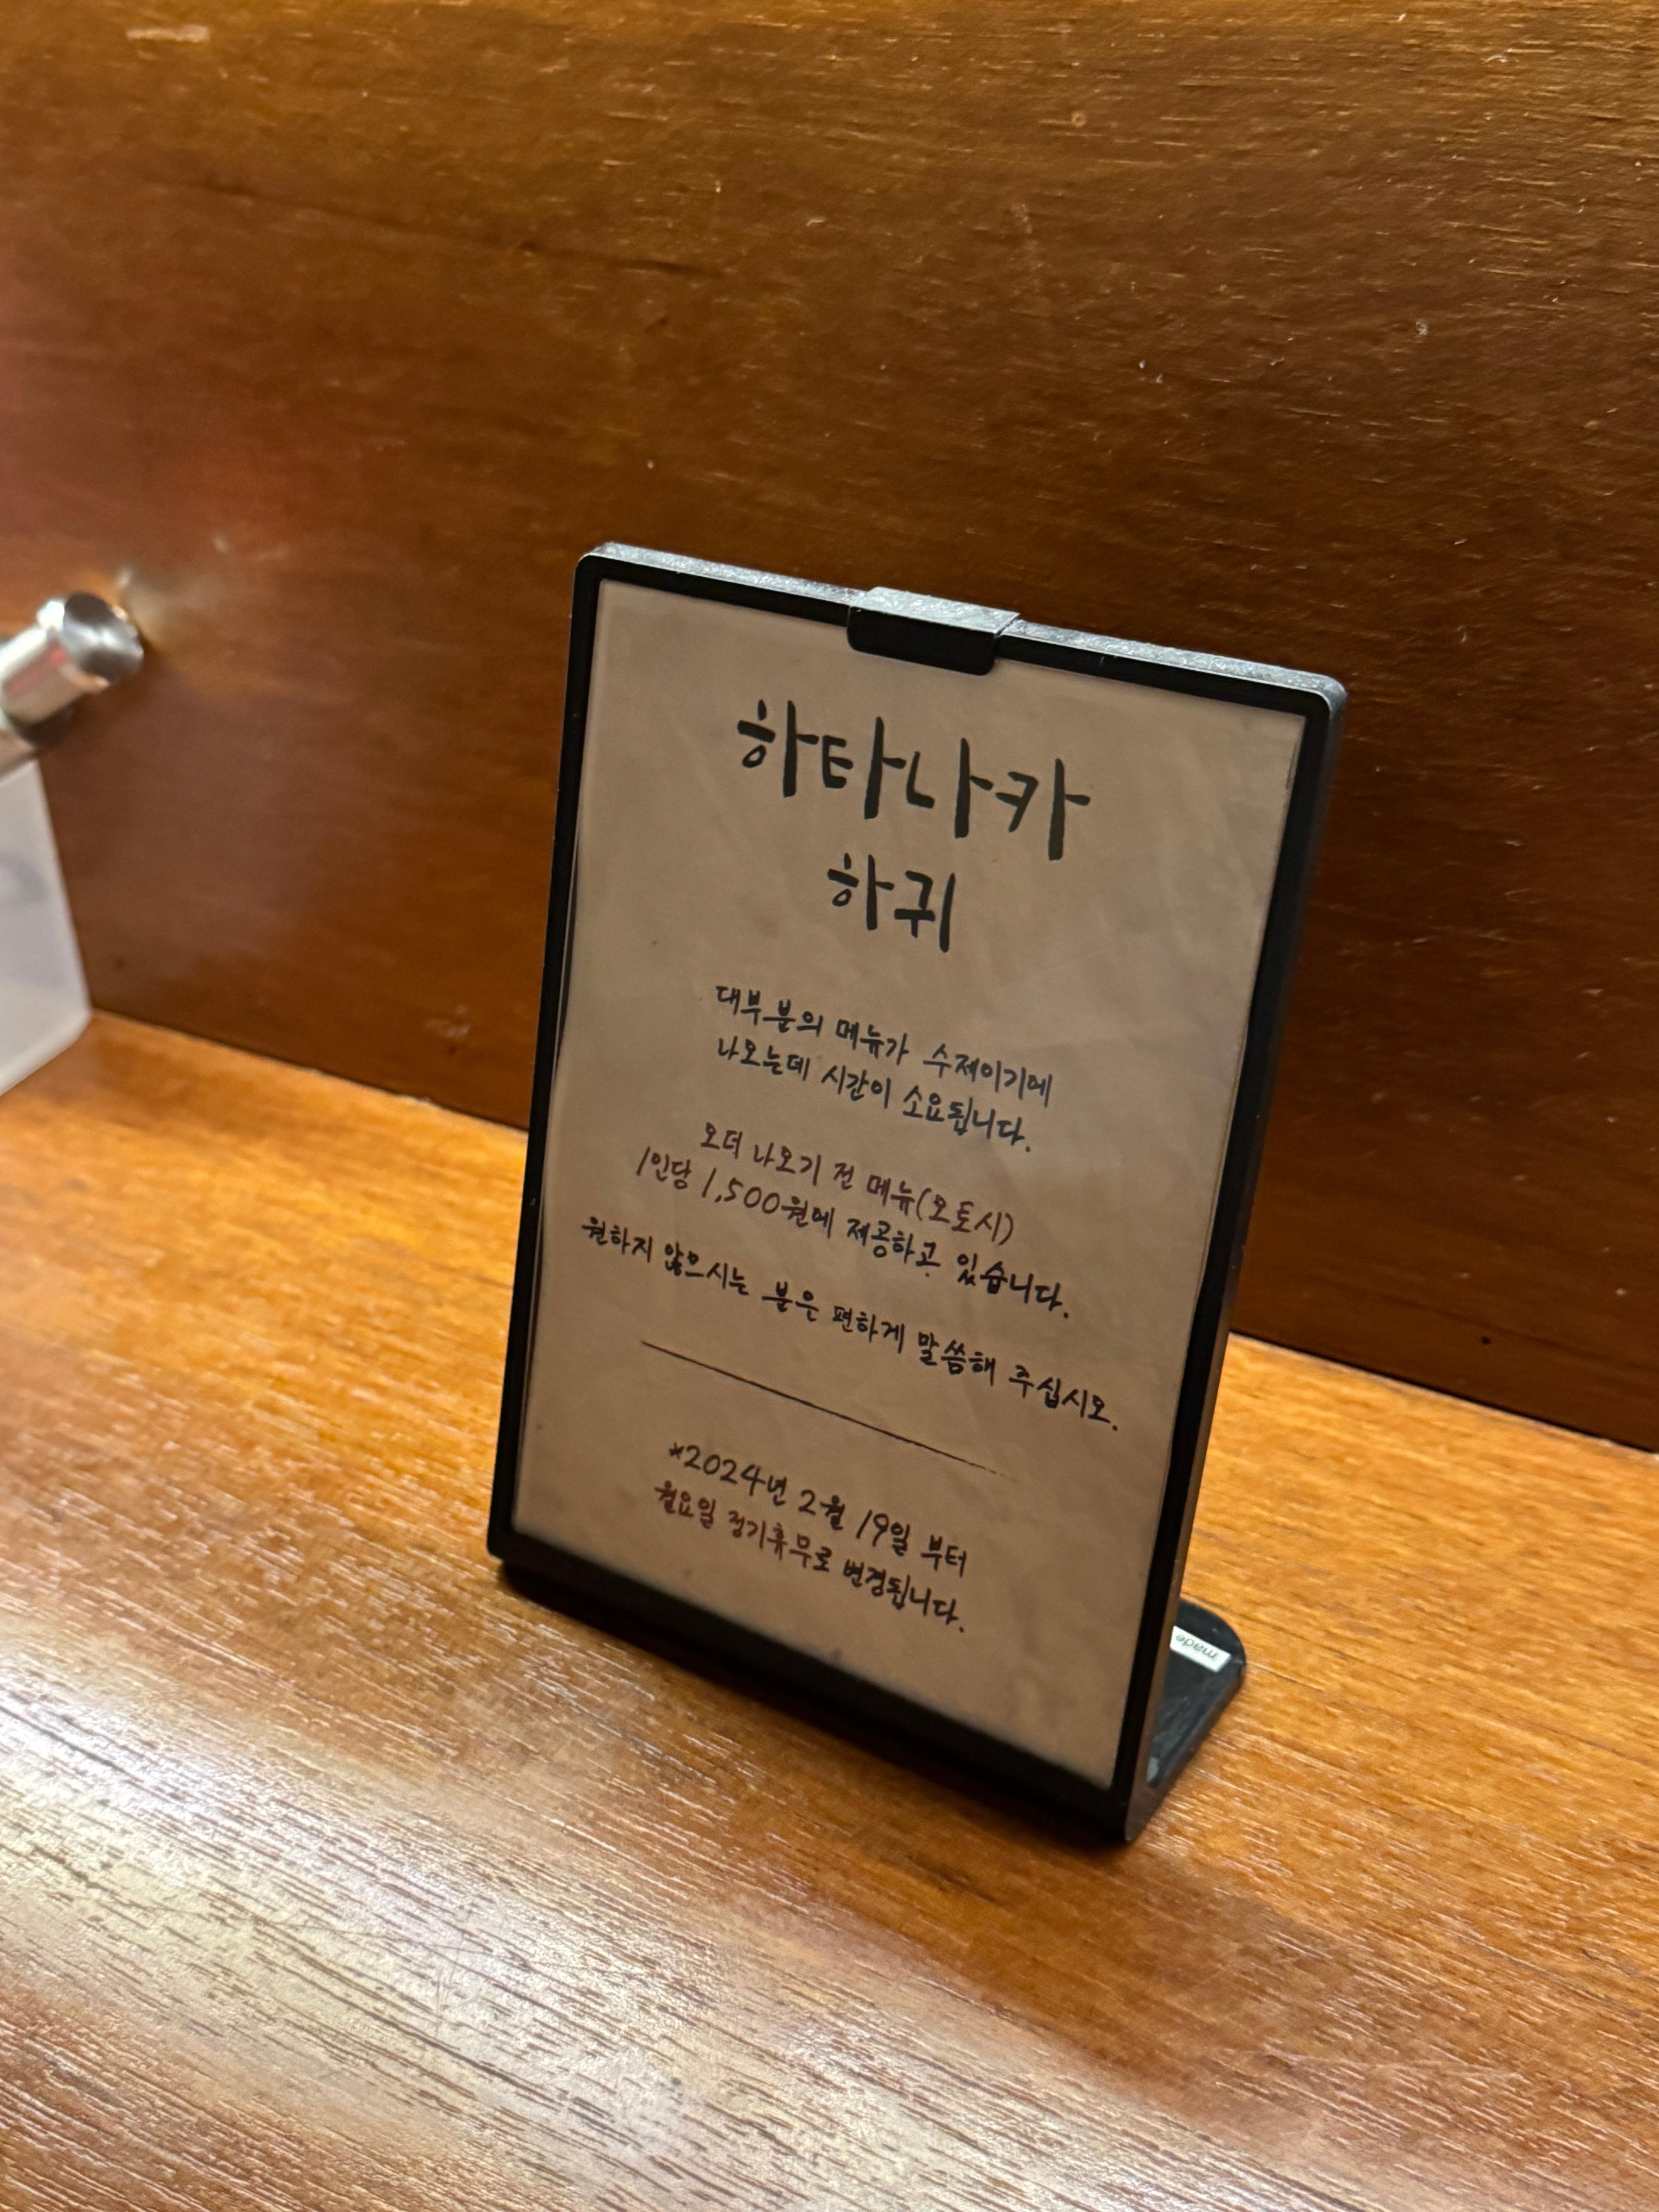 하타나카
하귀
대부분의 메뉴가 수제이기에
나오는데 시간이 소요됩니다.
오더 나오기 전 메뉴(오토시)
1인당 1,500원에 제공하고 있습니다.
원하지 않으시는 분은 편하게 말씀해 주십시오.
*2024년 2월 19일 부터
월요일 정기휴무로 변경됩니다.
made